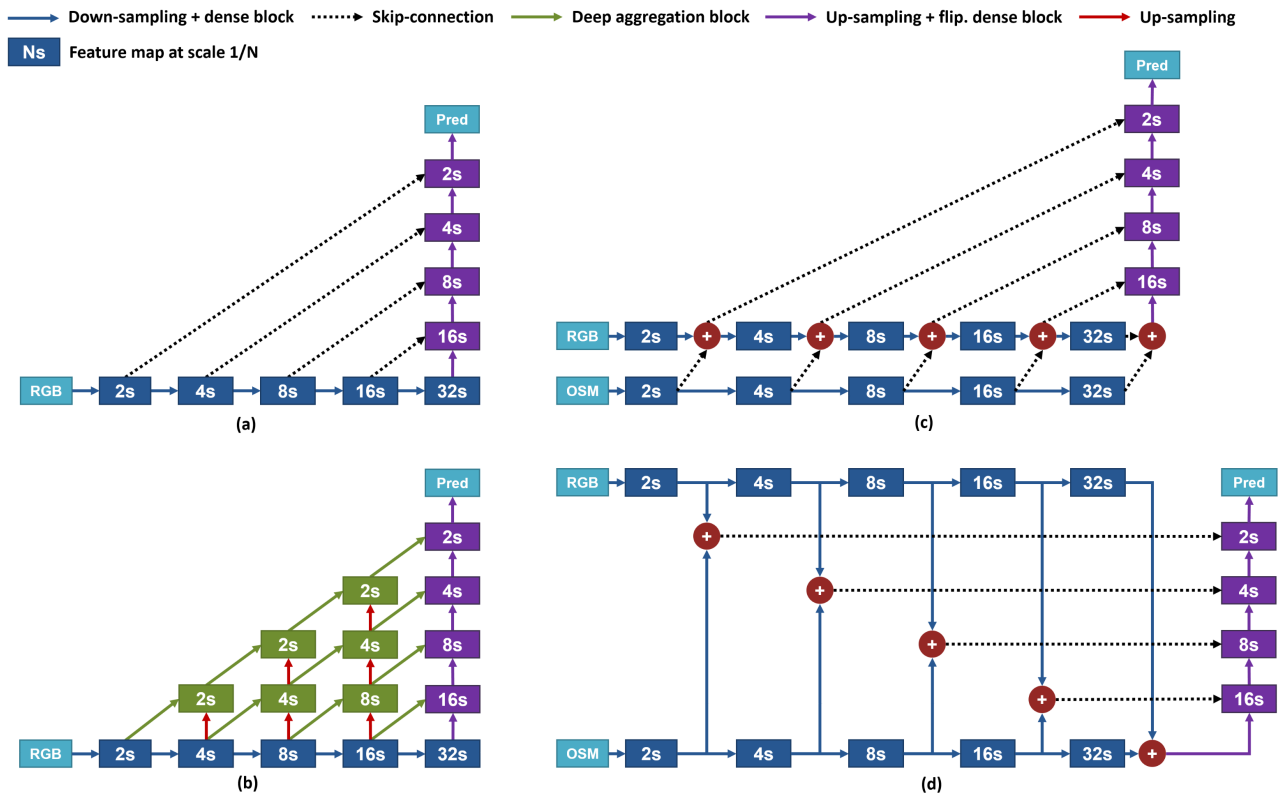 Down-sampling + dense block Skip-connection Deep aggregation block Up-sampling + flip. dense block Up-sampling
Ns Feature map at scale 1/N
Pred
2s
4s
8s
16s
RGB 2s 4s 8s 16s 32s
(a)
Pred
2s
4s
8s
16s
RGB 2s + 4s + 8s + 16s + 32s +
OSM 2s 4s 8s 16s 32s
(c)
Pred
2s
2s 4s
2s 4s 8s
2s 4s 8s 16s
RGB 2s 4s 8s 16s 32s
(b)
RGB 2s 4s 8s 16s 32s Pred
+ 2s
+ 4s
+ 8s
+ 16s
OSM 2s 4s 8s 16s 32s +
(d)